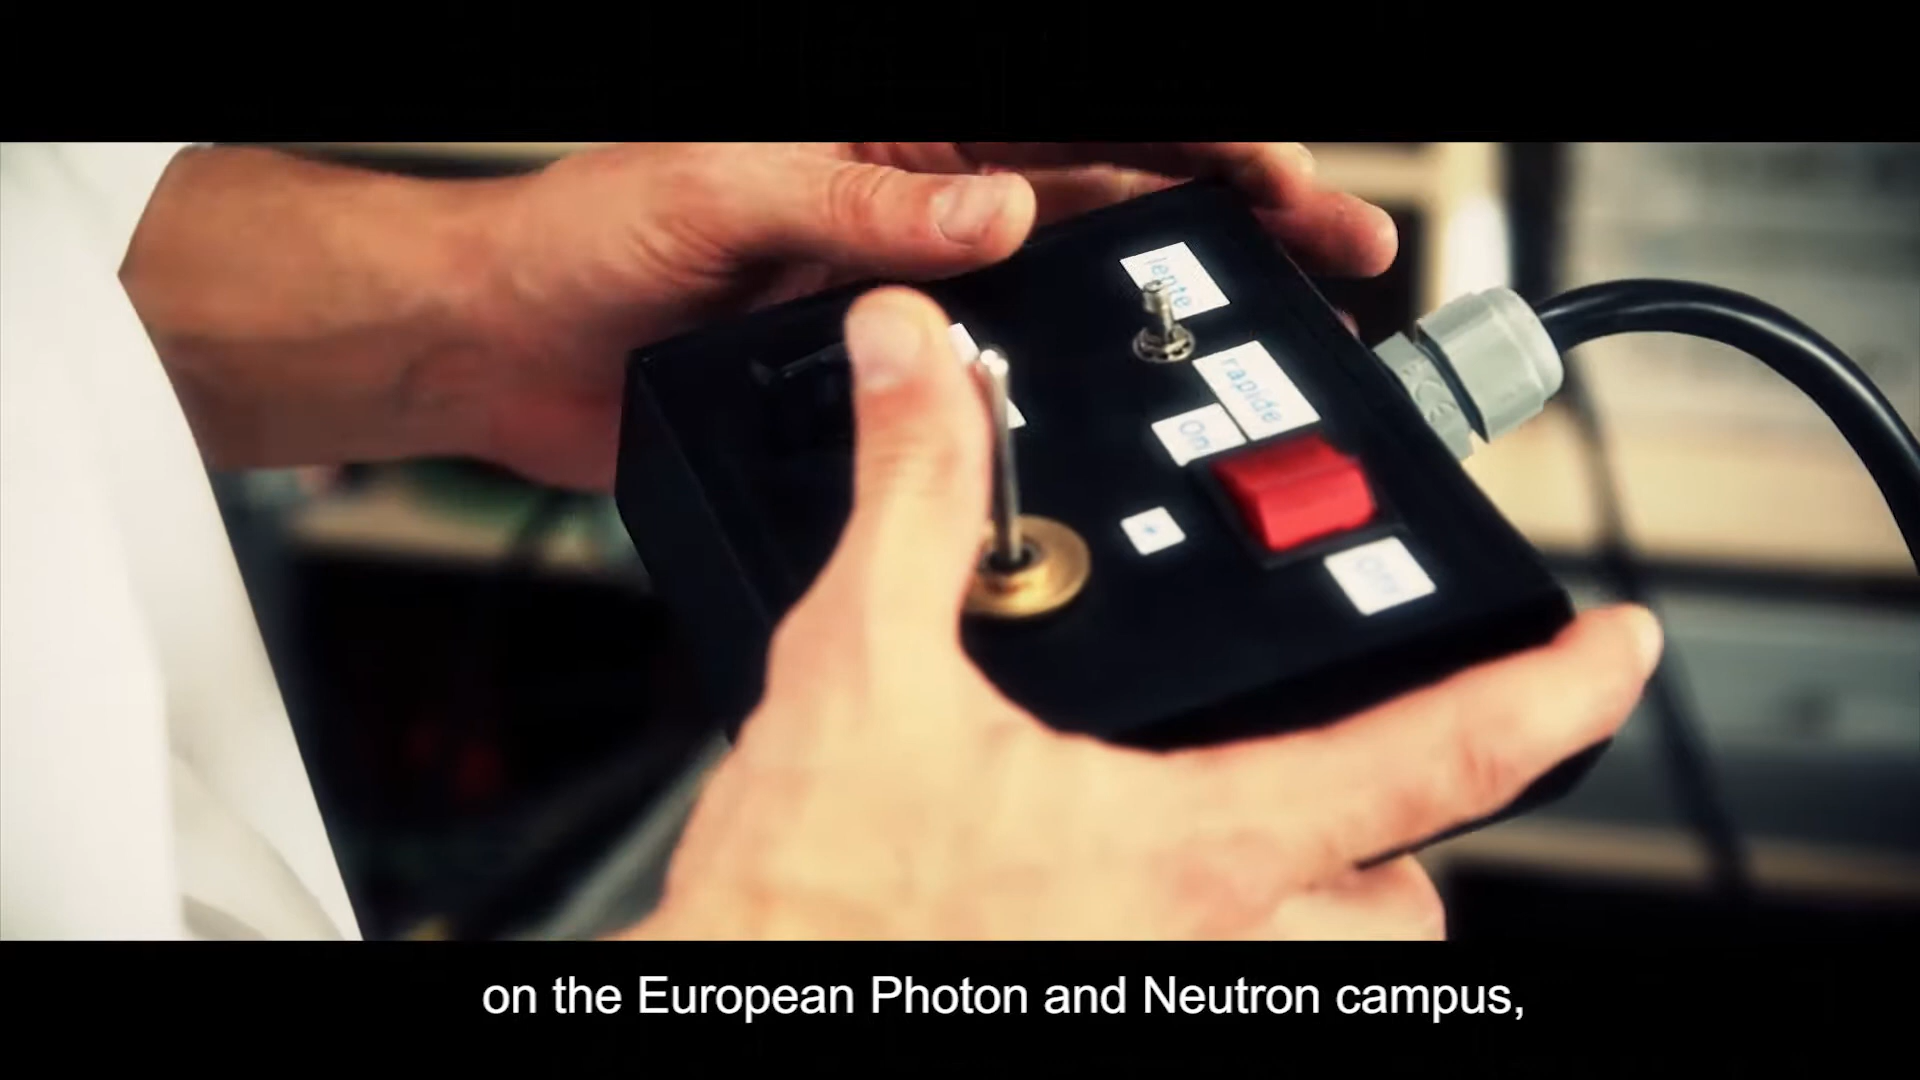 lente
rapide
On
on the European Photon and Neutron campus,